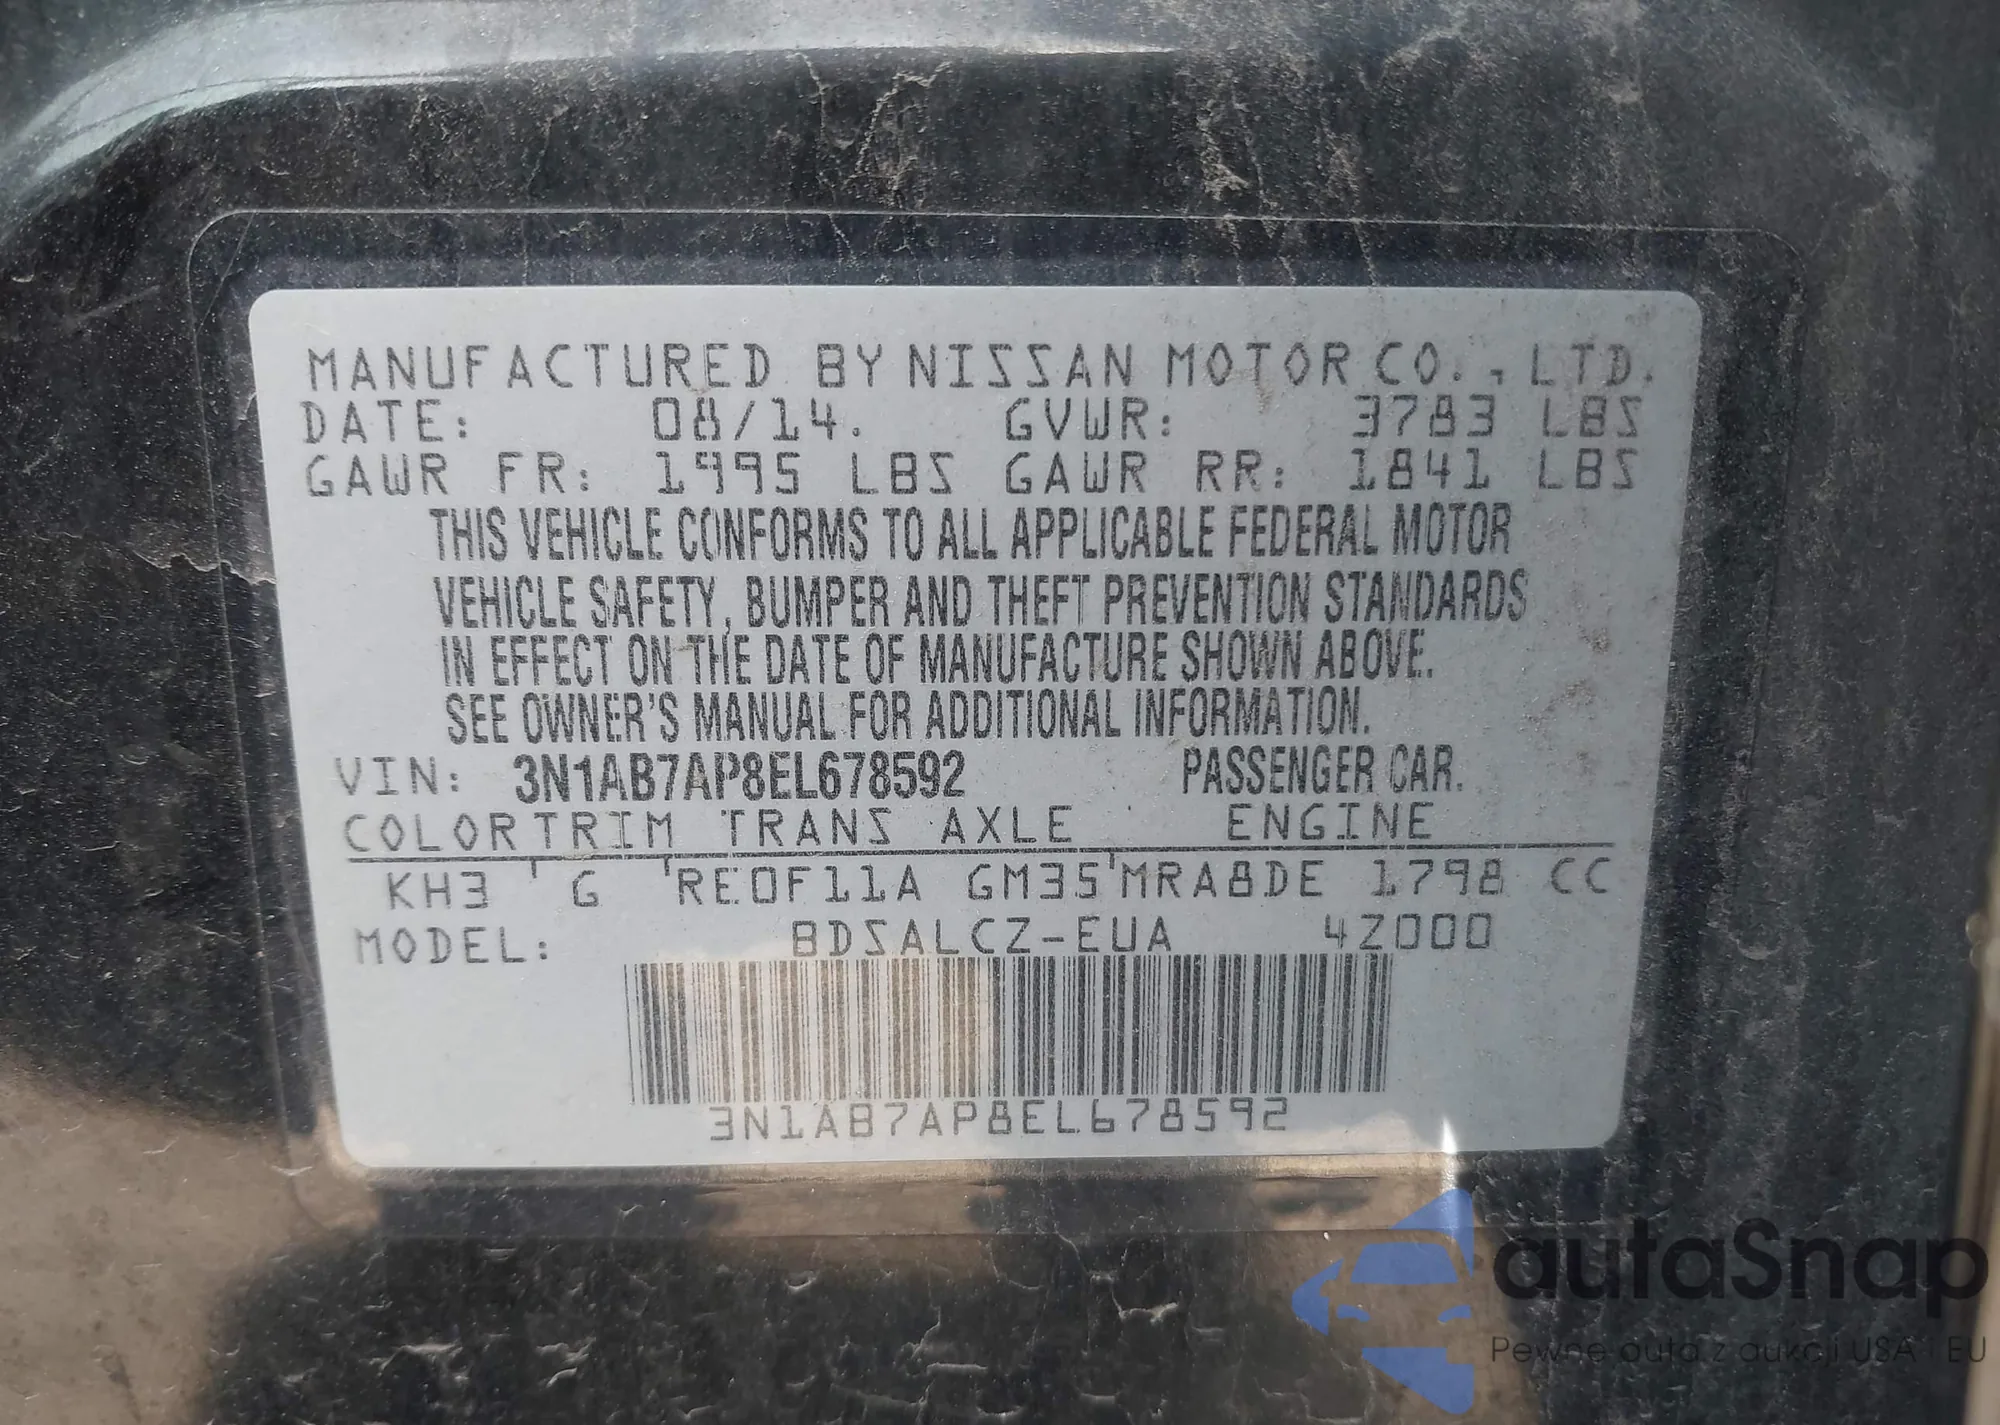 MANUFACTURED BY NISSAN MOTOR CO., LTD.
DATE: 08/14. GVWR: 3783 LBS
GAWR FR: 1995 LBS GAWR RR: 1841 LBS
THIS VEHICLE CONFORMS TO ALL APPLICABLE FEDERAL MOTOR
VEHICLE SAFETY, BUMPER AND THEFT PREVENTION STANDARDS
IN EFFECT ON THE DATE OF MANUFACTURE SHOWN ABOVE.
SEE OWNER'S MANUAL FOR ADDITIONAL INFORMATION.
VIN: 3N1AB7AP8EL678592 PASSENGER CAR.
COLOR TRIM TRANS AXLE ENGINE
KH3 G RE0F11A GM35 MRA8DE 1798 CC
MODEL: BDSALCZ-EUA 4Z000
3N1AB7AP8EL678592
autaSnap
Pewne auta z aukcji USA i EU